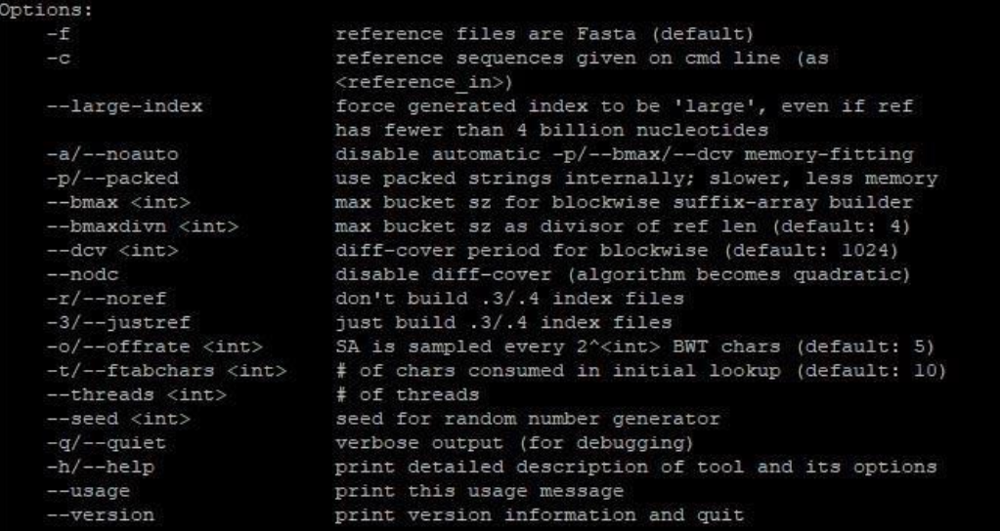 Options:
-f reference files are Fasta (default)
-c reference sequences given on cmd line (as
<reference_in>)
--large-index force generated index to be 'large', even if ref
has fewer than 4 billion nucleotides
-a/--noauto disable automatic -p/--bmax/--dcv memory-fitting
-p/--packed use packed strings internally; slower, less memory
--bmax <int> max bucket sz for blockwise suffix-array builder
--bmaxdivn <int> max bucket sz as divisor of ref len (default: 4)
--dcv <int> diff-cover period for blockwise (default: 1024)
--nodc disable diff-cover (algorithm becomes quadratic)
-r/--noref don't build .3/.4 index files
-3/--justref just build .3/.4 index files
-o/--offrate <int> SA is sampled every 2^<int> BWT chars (default: 5)
-t/--ftabchars <int> # of chars consumed in initial lookup (default: 10)
--threads <int> # of threads
--seed <int> seed for random number generator
-q/--quiet verbose output (for debugging)
-h/--help print detailed description of tool and its options
--usage print this usage message
--version print version information and quit